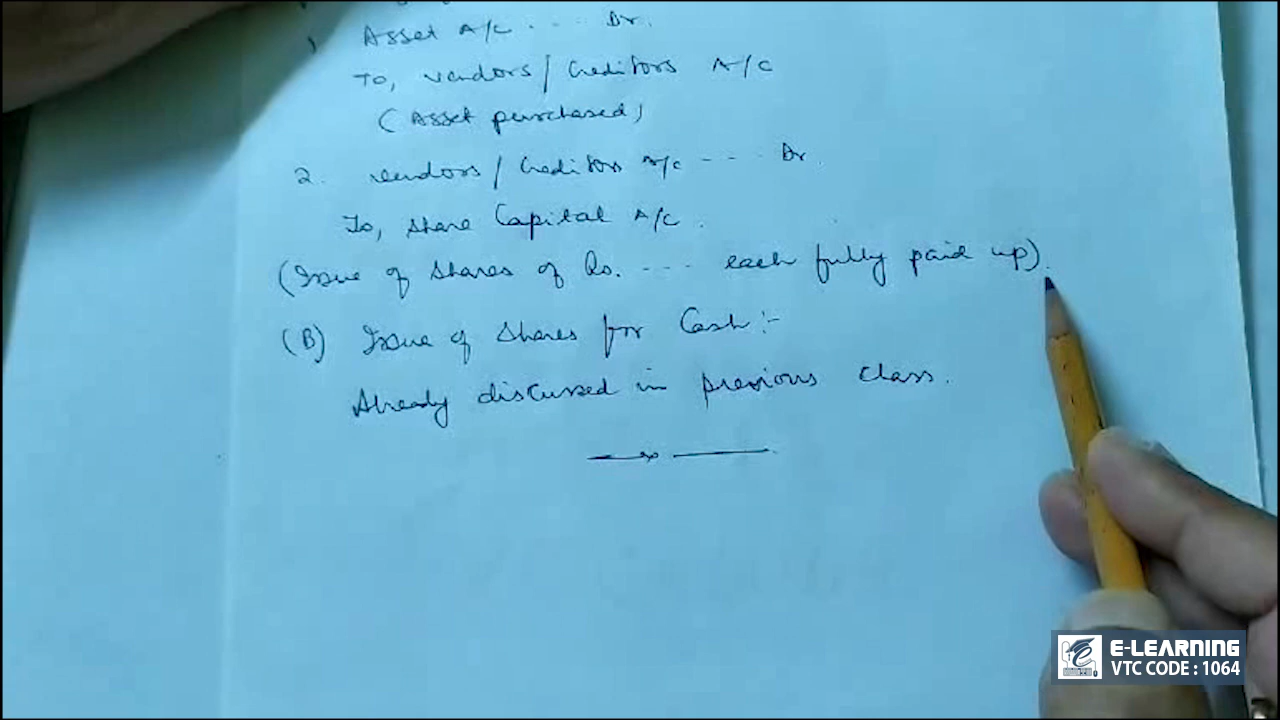 1 Asset A/c . --- Dr.
To, vendors / Creditors A/c
(Asset purchased)
2. vendors / Creditors A/c --- Dr.
To, Share Capital A/c.
(Issue of Shares of Rs. --- each fully paid up).
(B) Issue of Shares for Cash :-
Already discussed in previous class.
E-LEARNING
VTC CODE : 1064